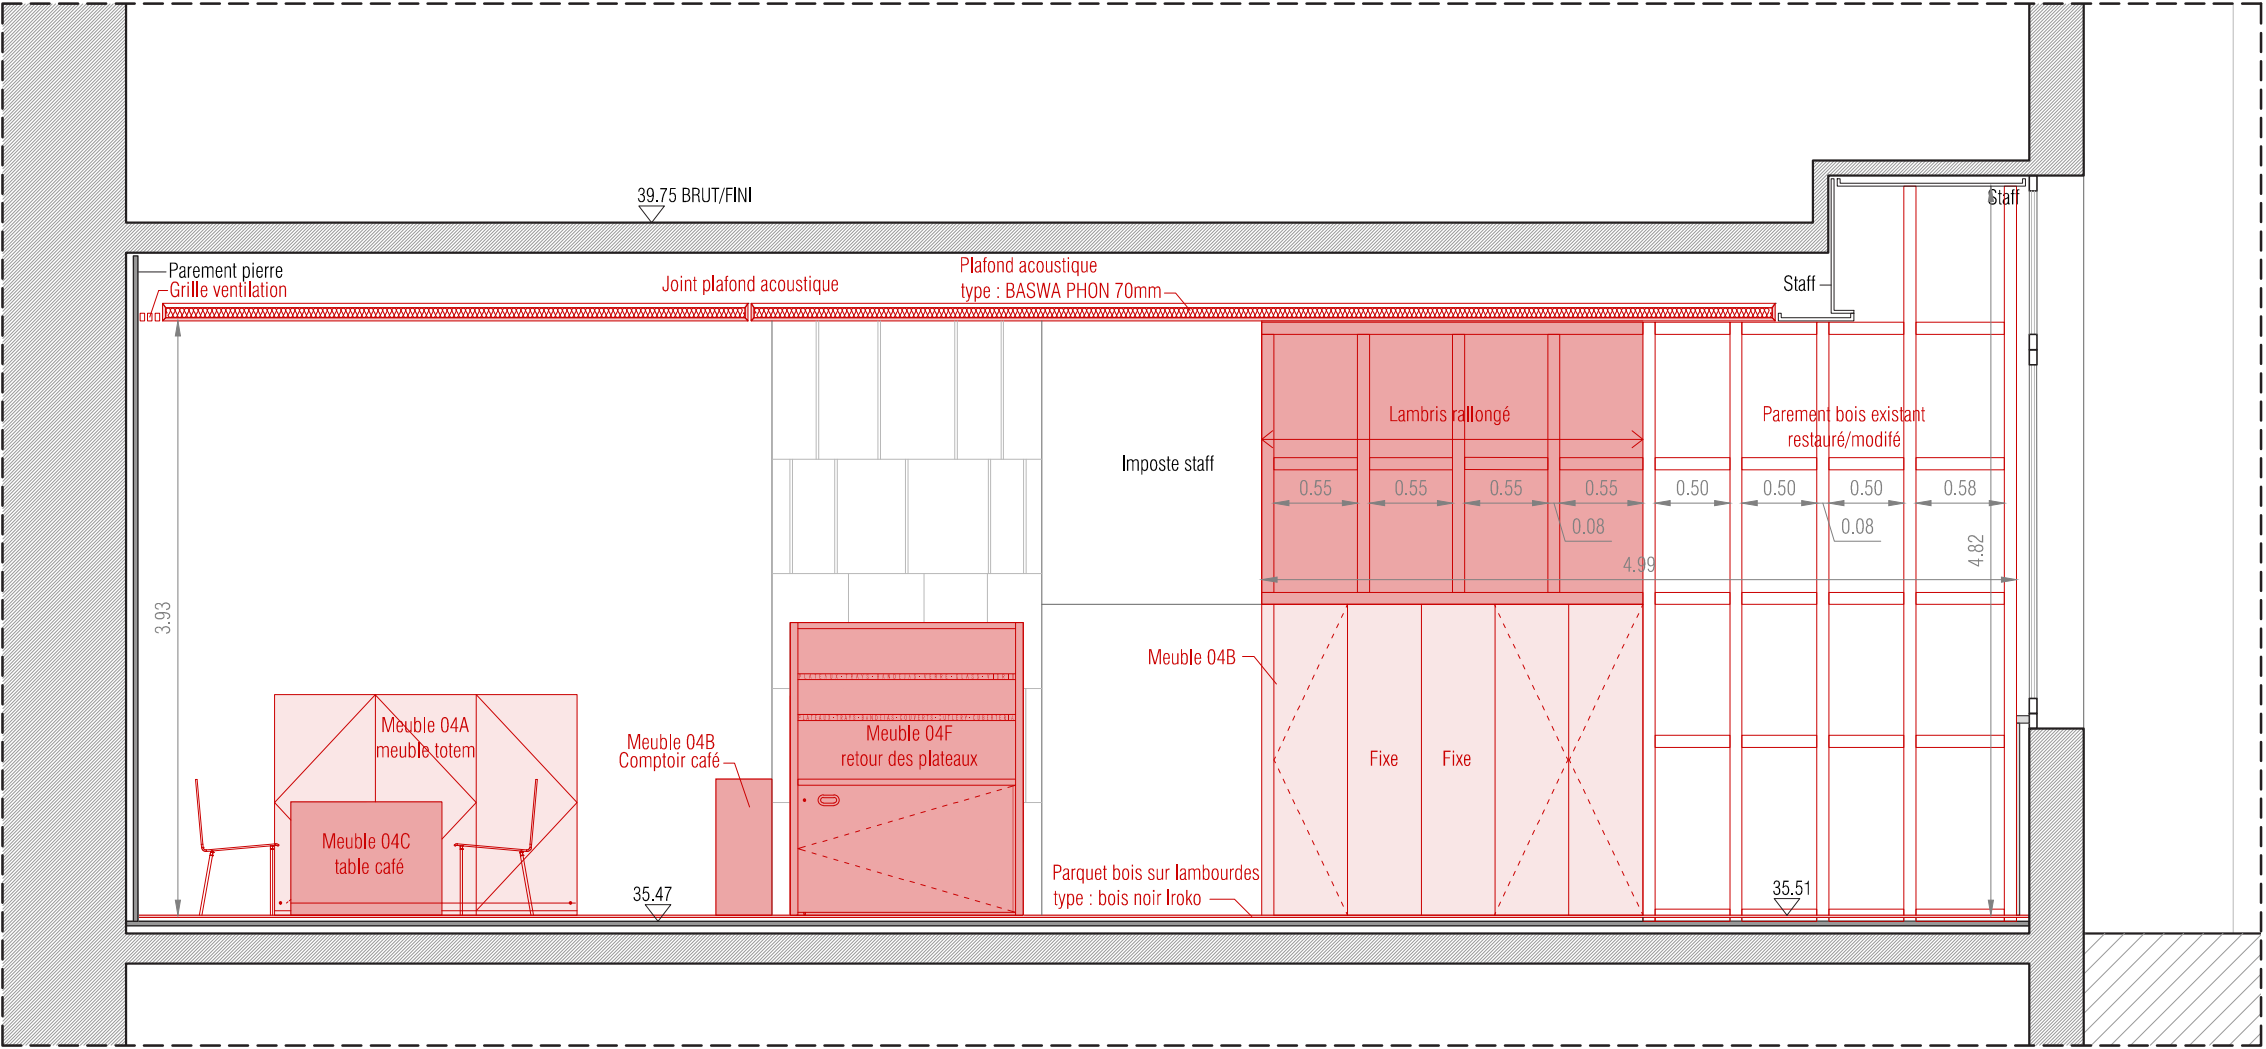 39.75 BRUT/FINI
Staff
Parement pierre
Grille ventilation
Joint plafond acoustique
Plafond acoustique
type : BASWA PHON 70mm
Staff
Lambris rallongé
Parement bois existant
restauré/modifé
Imposte staff
0.55
0.55
0.55
0.55
0.50
0.50
0.50
0.58
0.08
0.08
4.99
4.82
3.93
Meuble 04B
Meuble 04A
meuble totem
Meuble 04B
Comptoir café
Meuble 04F
retour des plateaux
Fixe
Fixe
Meuble 04C
table café
Parquet bois sur lambourdes
type : bois noir Iroko
35.47
35.51